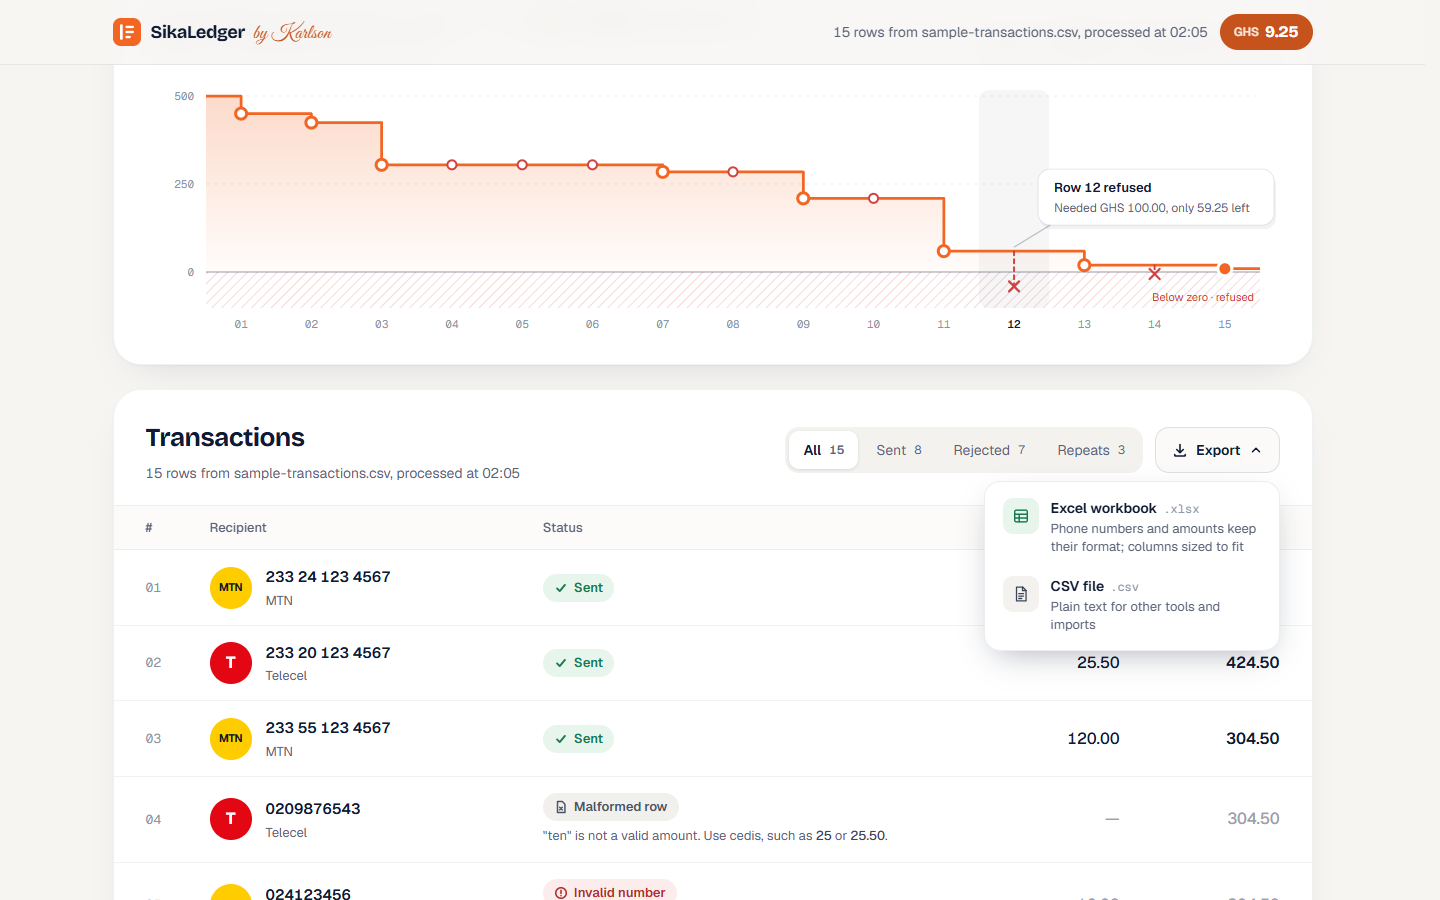 SikaLedger by Karlson
15 rows from sample-transactions.csv, processed at 02:05
GHS 9.25
500
250
0
Row 12 refused
Needed GHS 100.00, only 59.25 left
Below zero · refused
01 02 03 04 05 06 07 08 09 10 11 12 13 14 15
Transactions
15 rows from sample-transactions.csv, processed at 02:05
All 15 Sent 8 Rejected 7 Repeats 3
Export
Excel workbook .xlsx
Phone numbers and amounts keep
their format; columns sized to fit
CSV file .csv
Plain text for other tools and
imports
# Recipient Status
01 MTN 233 24 123 4567 Sent
MTN
02 T 233 20 123 4567 Sent 25.50 424.50
Telecel
03 MTN 233 55 123 4567 Sent 120.00 304.50
MTN
04 T 0209876543 Malformed row — 304.50
Telecel "ten" is not a valid amount. Use cedis, such as 25 or 25.50.
024123456 Invalid number